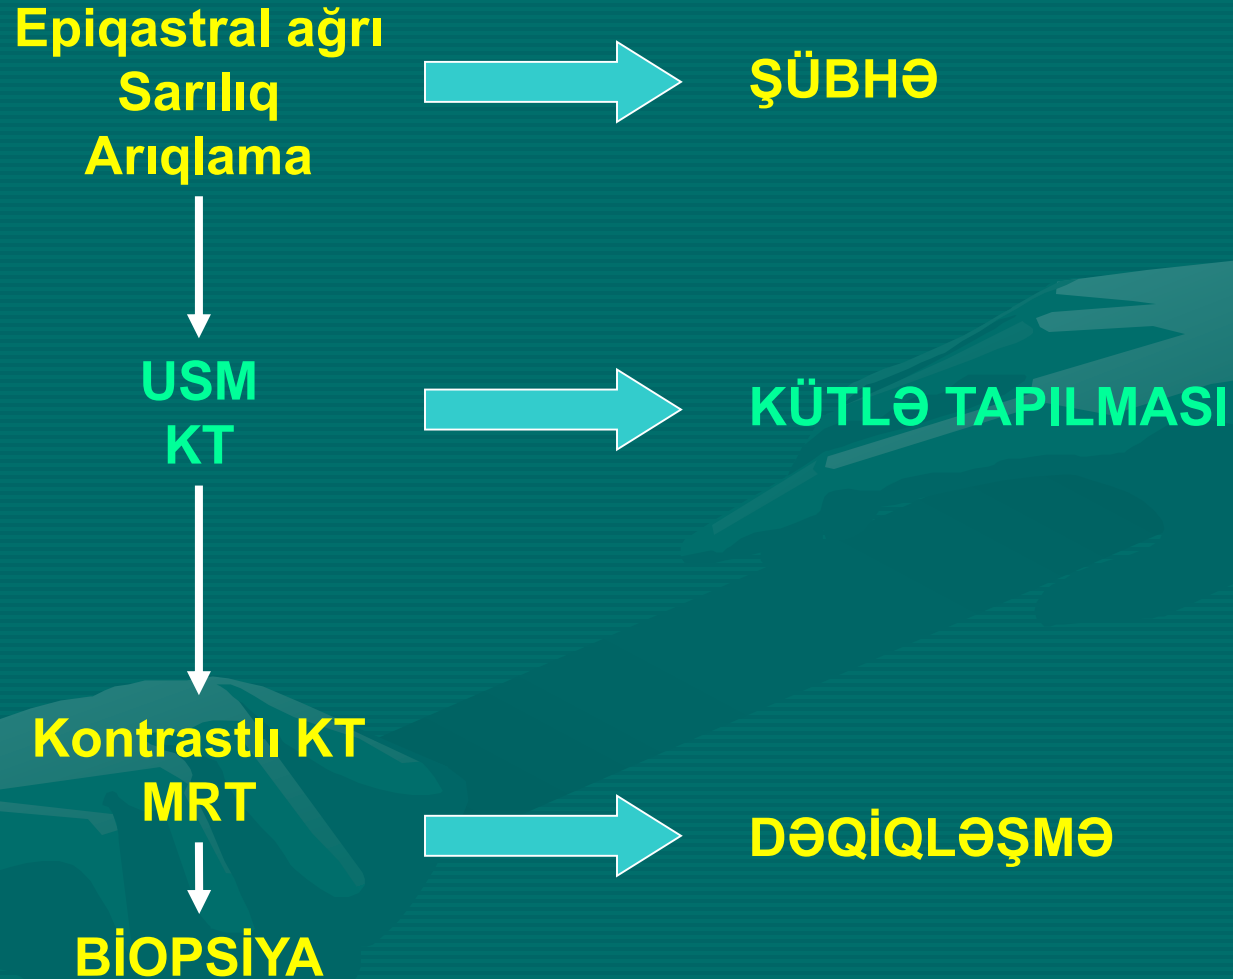 Epiqastral ağrı
Sarılıq
Arıqlama
ŞÜBHƏ
USM
KT
KÜTLƏ TAPILMASI
Kontrastlı KT
MRT
DƏQİQLƏŞMƏ
BİOPSİYA